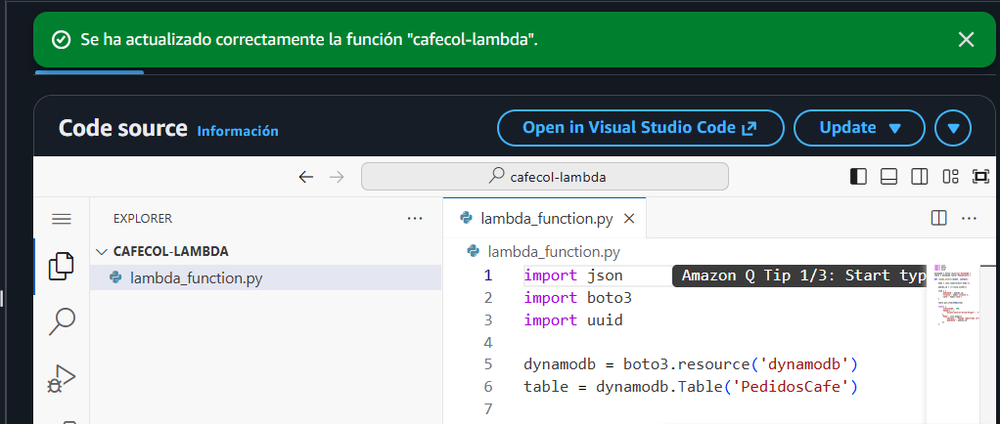 Se ha actualizado correctamente la función "cafecol-lambda".
Code source Información
Open in Visual Studio Code
Update
cafecol-lambda
EXPLORER
CAFECOL-LAMBDA
lambda_function.py
lambda_function.py
lambda_function.py
1 import json
Amazon Q Tip 1/3: Start typ
2 import boto3
3 import uuid
4
5 dynamodb = boto3.resource('dynamodb')
6 table = dynamodb.Table('PedidosCafe')
7